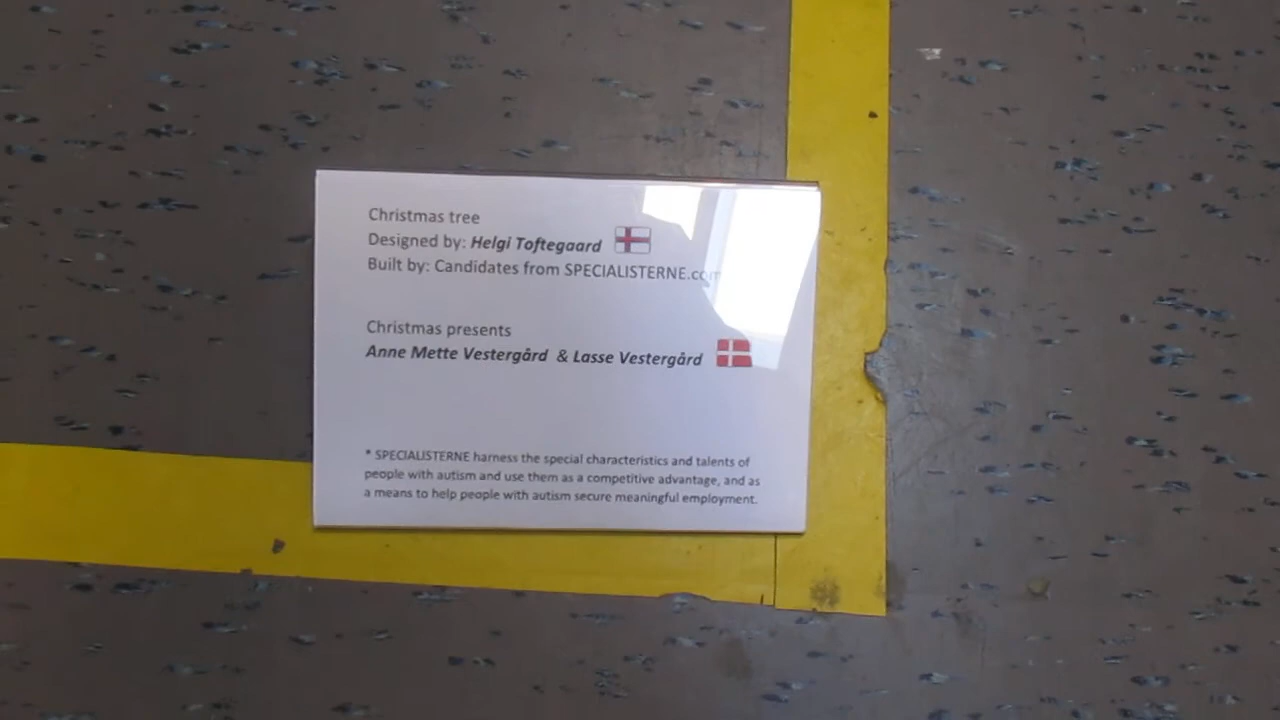 Christmas tree
Designed by: Helgi Toftegaard
Built by: Candidates from SPECIALISTERNE.com
Christmas presents
Anne Mette Vestergård & Lasse Vestergård
* SPECIALISTERNE harness the special characteristics and talents of
people with autism and use them as a competitive advantage, and as
a means to help people with autism secure meaningful employment.